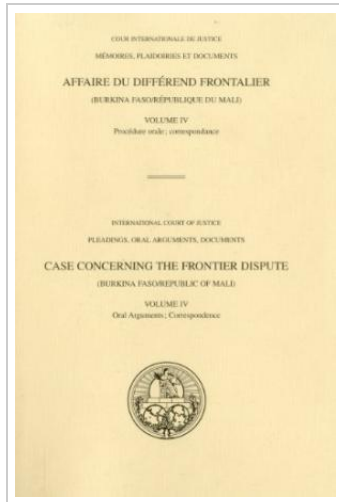 COUR INTERNATIONALE DE JUSTICE
MÉMOIRES, PLAIDOIRIES ET DOCUMENTS
AFFAIRE DU DIFFÉREND FRONTALIER
(BURKINA FASO/RÉPUBLIQUE DU MALI)
VOLUME IV
Procédure orale; correspondance
INTERNATIONAL COURT OF JUSTICE
PLEADINGS, ORAL ARGUMENTS, DOCUMENTS
CASE CONCERNING THE FRONTIER DISPUTE
(BURKINA FASO/REPUBLIC OF MALI)
VOLUME IV
Oral Arguments; Correspondence